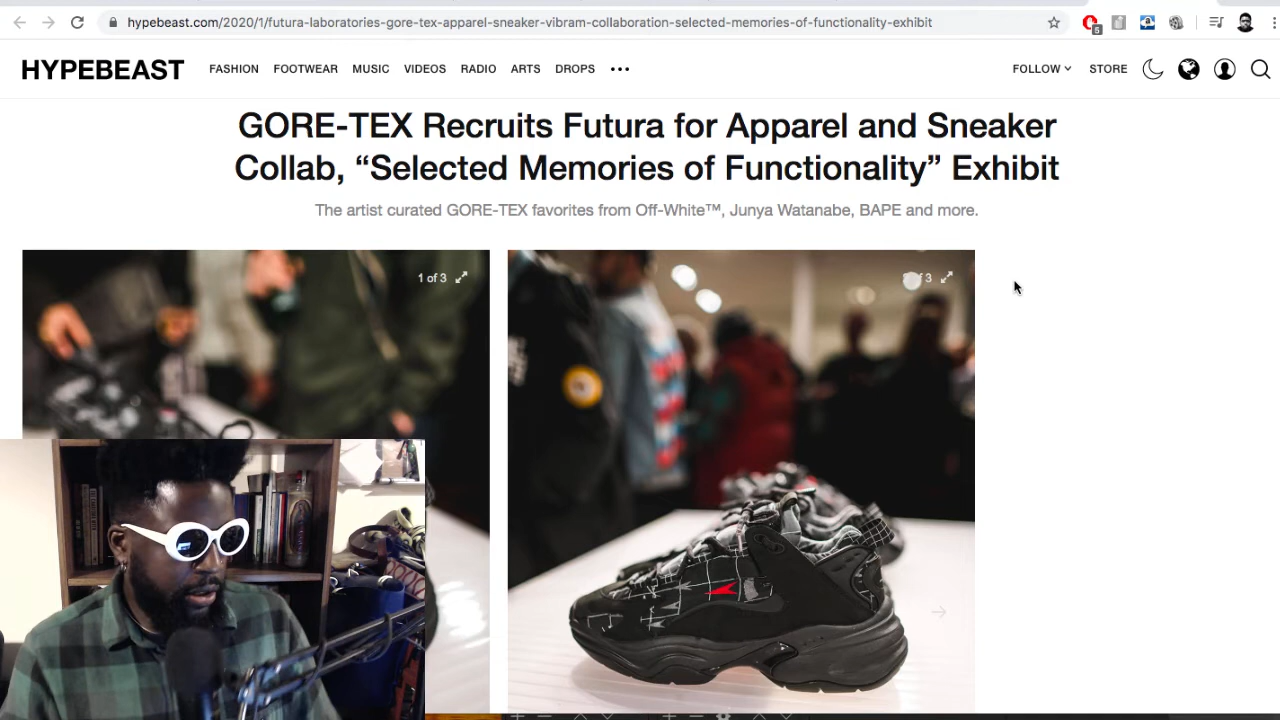 hypebeast.com/2020/1/futura-laboratories-gore-tex-apparel-sneaker-vibram-collaboration-selected-memories-of-functionality-exhibit
5
HYPEBEAST FASHION FOOTWEAR MUSIC VIDEOS RADIO ARTS DROPS FOLLOW STORE
GORE-TEX Recruits Futura for Apparel and Sneaker
Collab, “Selected Memories of Functionality” Exhibit
The artist curated GORE-TEX favorites from Off-White™, Junya Watanabe, BAPE and more.
1 of 3
of 3